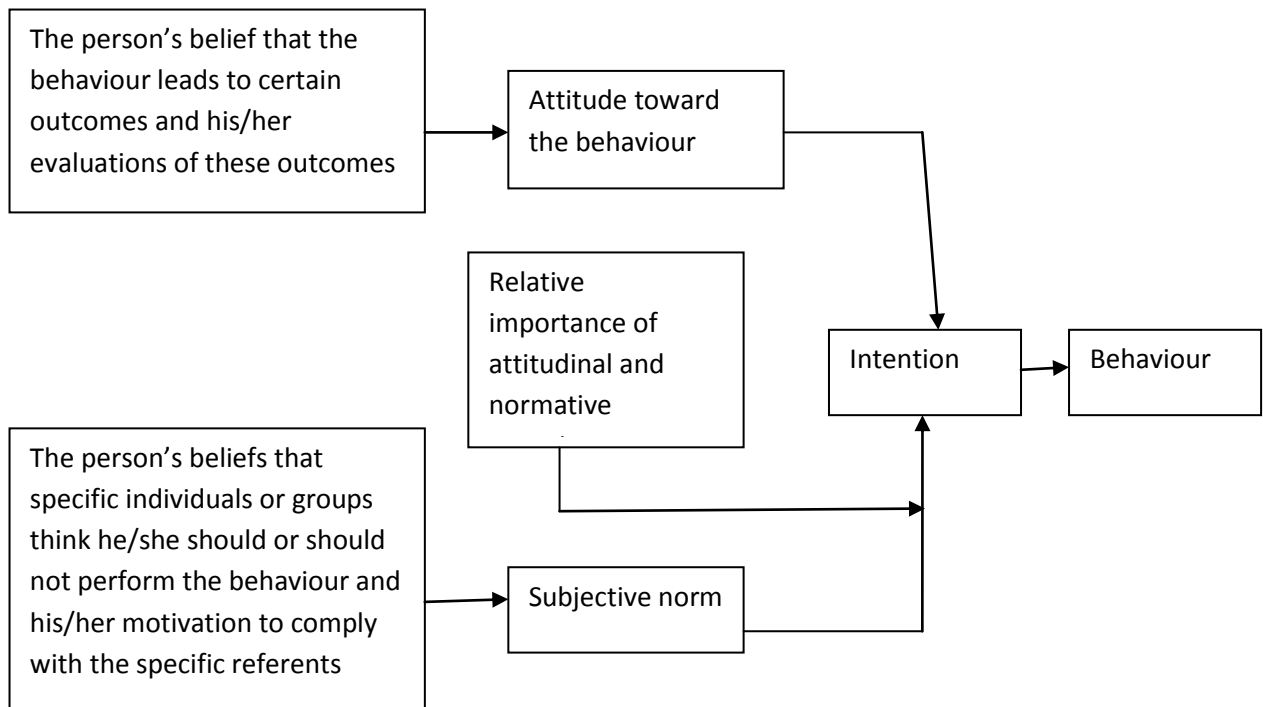 The person’s belief that the
behaviour leads to certain
outcomes and his/her
evaluations of these outcomes
Attitude toward
the behaviour
Relative
importance of
attitudinal and
normative
Intention
Behaviour
The person’s beliefs that
specific individuals or groups
think he/she should or should
not perform the behaviour and
his/her motivation to comply
with the specific referents
Subjective norm